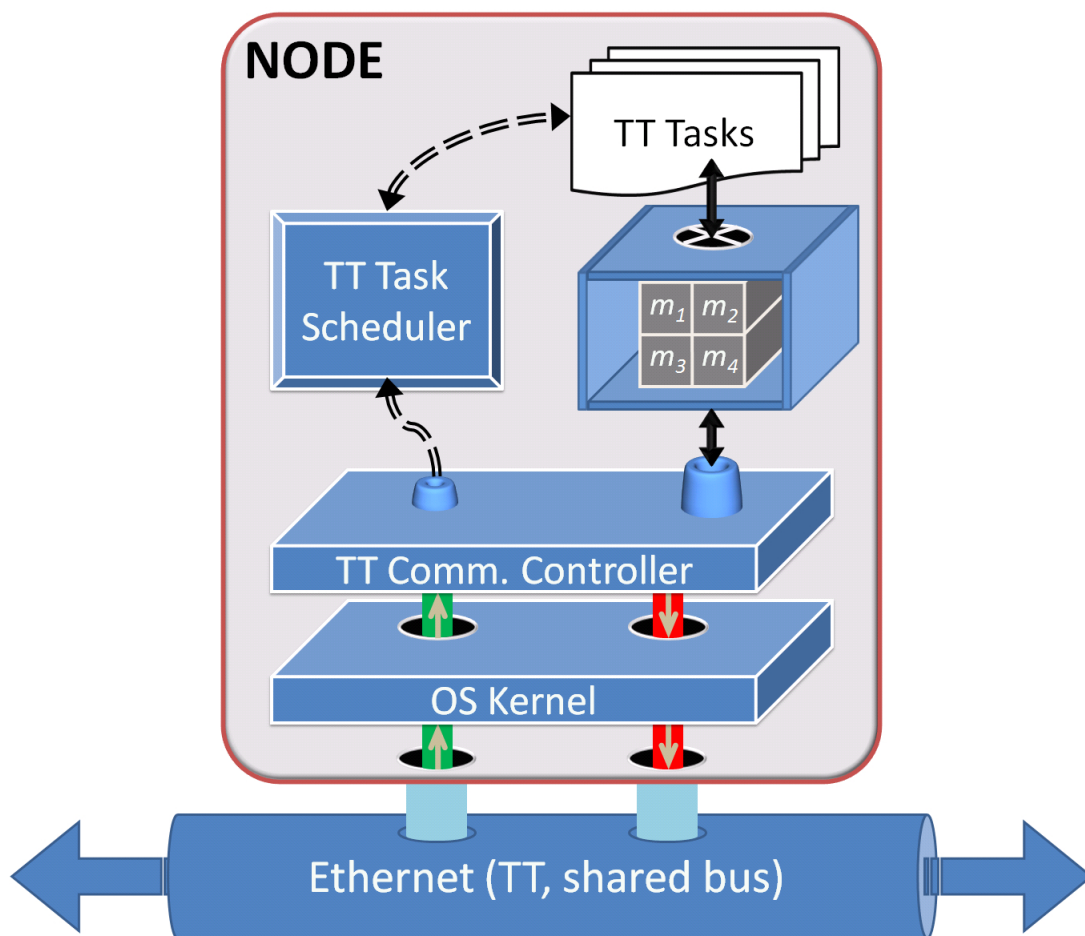 NODE
TT Tasks
TT Task
Scheduler
m1 m2
m3 m4
TT Comm. Controller
OS Kernel
Ethernet (TT, shared bus)